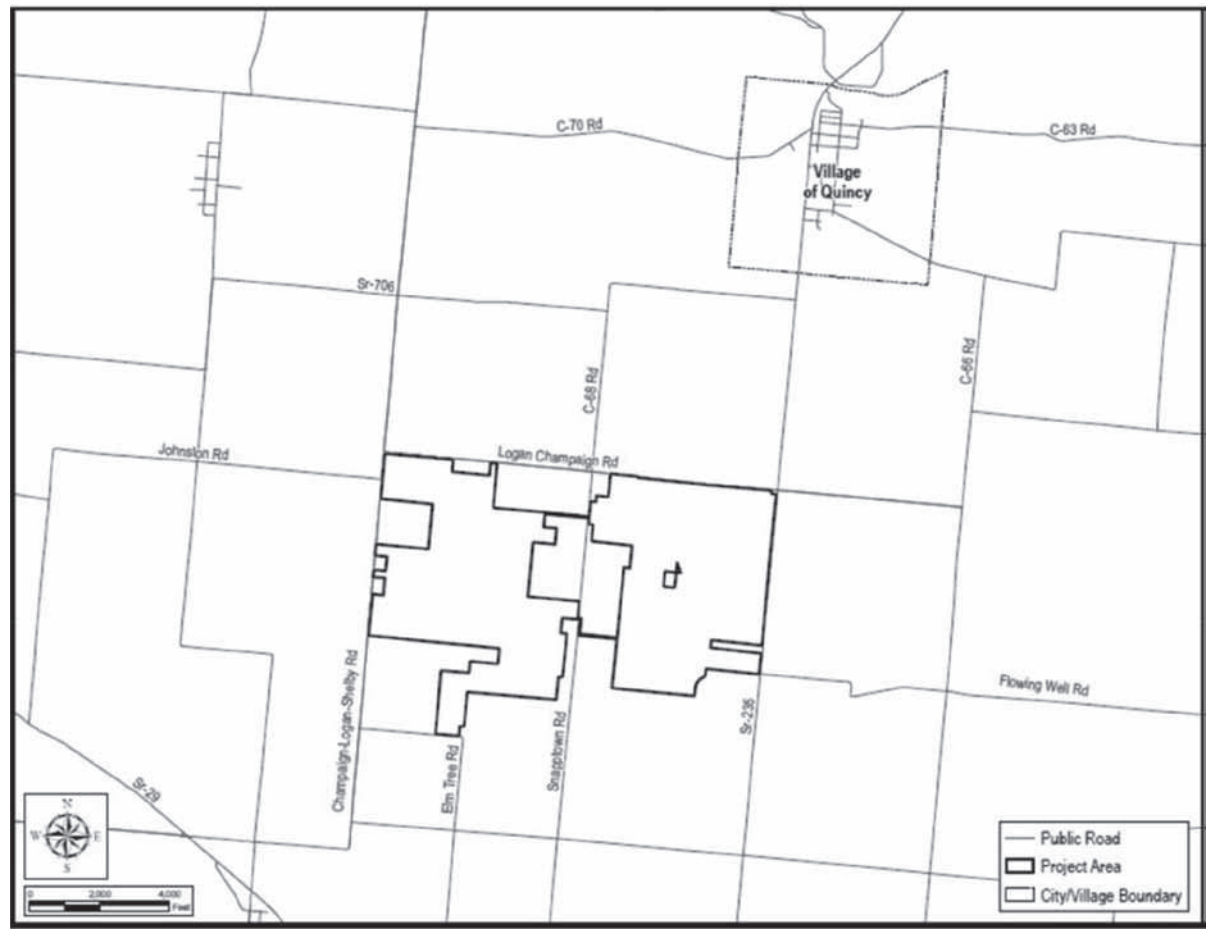 C-70 Rd
C-63 Rd
Village
of Quincy
Sr-706
C-68 Rd
C-66 Rd
Johnston Rd
Logan Champaign Rd
Champaign-Logan-Shelby Rd
Elm Tree Rd
Snapptown Rd
Sr-235
Flowing Well Rd
Sr-29
N
W E
S
0 2,000 4,000
Feet
Public Road
Project Area
City/Village Boundary